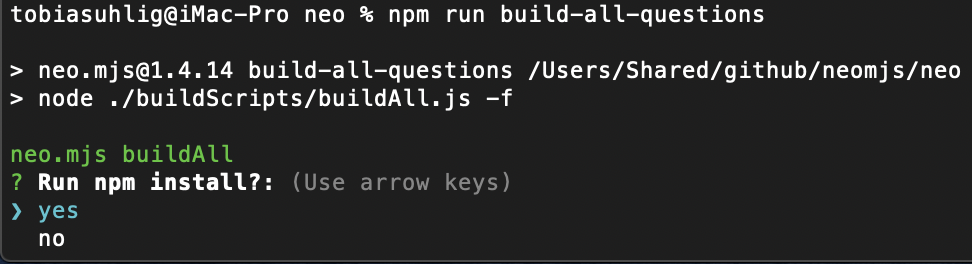 tobiasuhlig@iMac-Pro neo % npm run build-all-questions
> neo.mjs@1.4.14 build-all-questions /Users/Shared/github/neomjs/neo
> node ./buildScripts/buildAll.js -f
neo.mjs buildAll
? Run npm install?: (Use arrow keys)
❯ yes
no